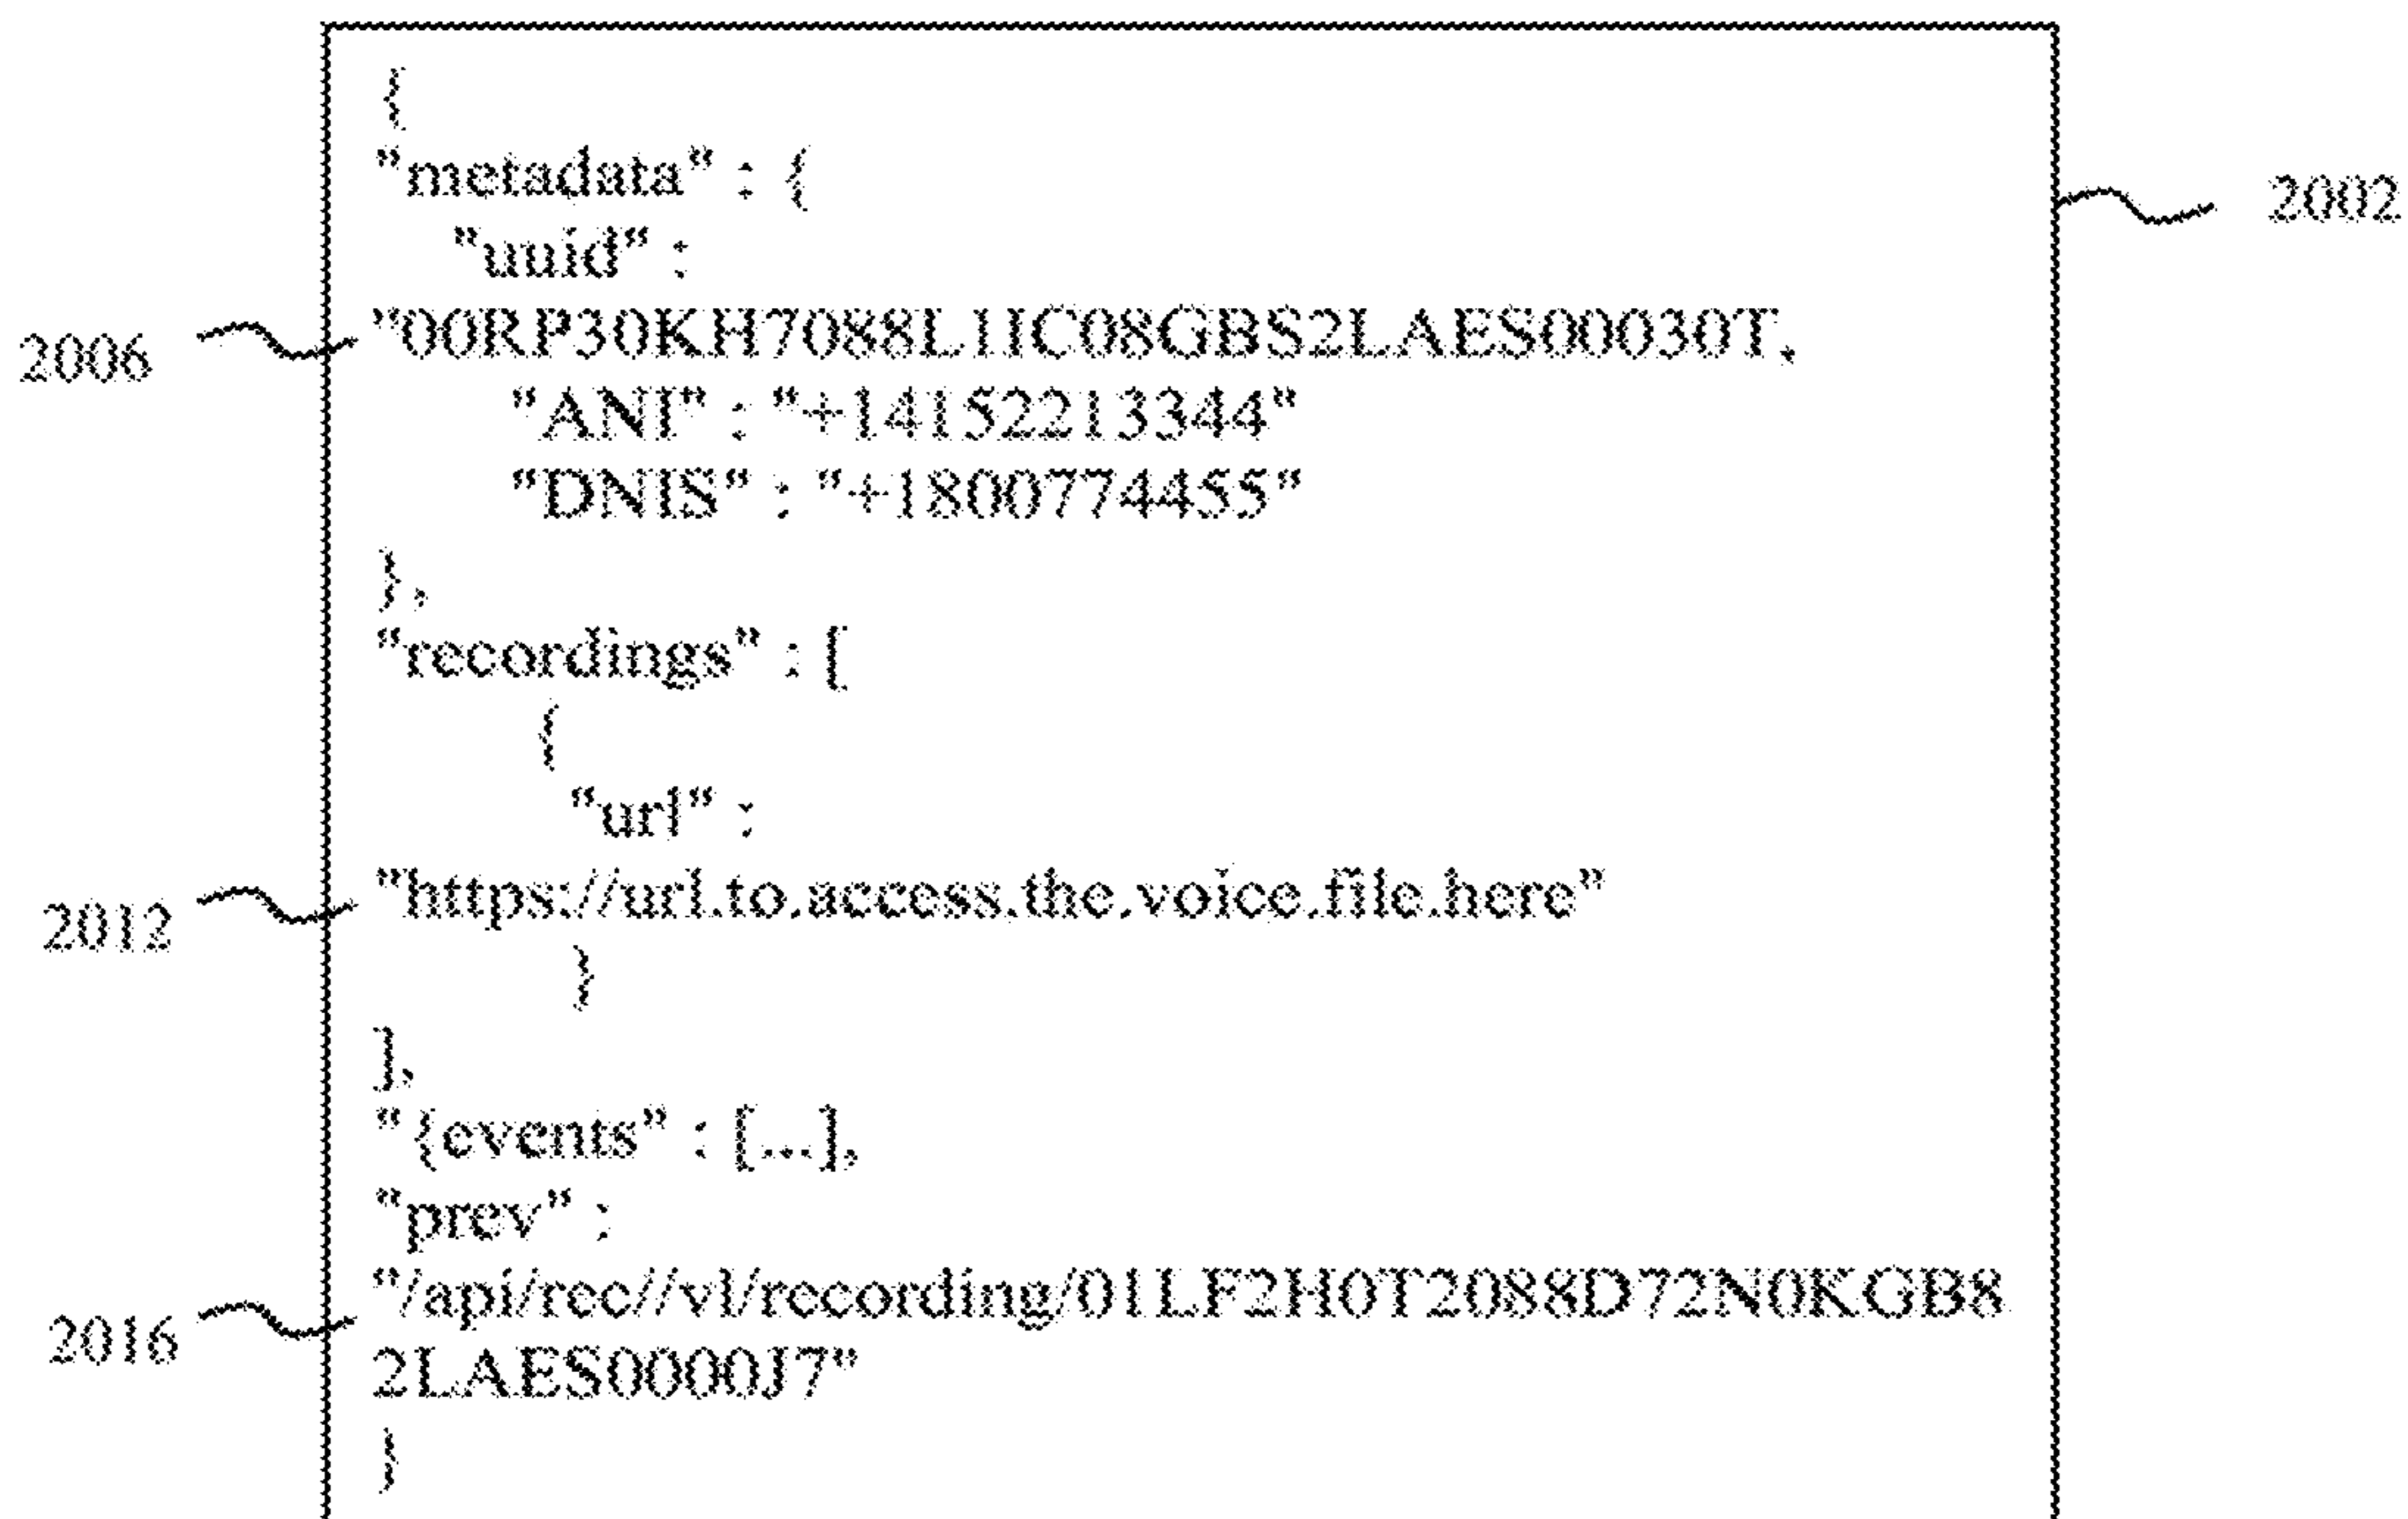 {
"metadata" : {
"uuid" :
2002
2006
"00RP30KH7088L1IC08GBS2LAES00030T,
"ANI" : "+14152213344"
"DNIS" : "+1800774455"
},
"recordings" : [
{
"url" :
2012
"https://url.to.access.the.voice.file.here"
}
],
"{events" : [...],
"prev" :
2016
"/api/rec//vl/recording/01LF2H0T2088D72N0KGB8
2LAES0000J7"
}